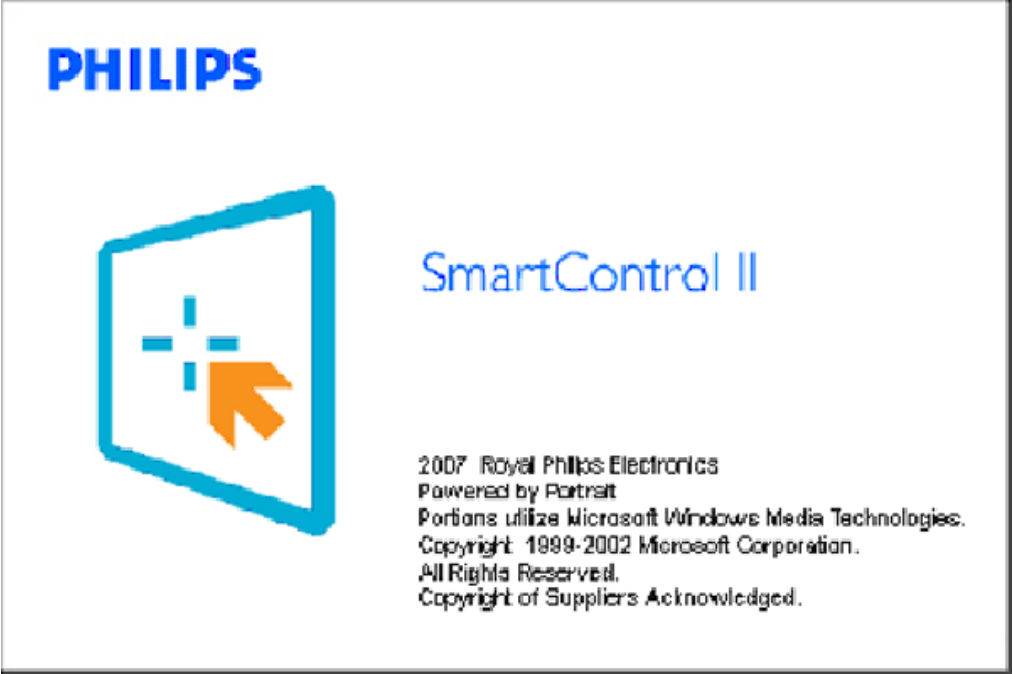 PHILIPS
SmartControl II
2007 Royal Philips Electronics
Powered by Portrait
Portions utilize Microsoft Windows Media Technologies.
Copyright 1999-2002 Microsoft Corporation.
All Rights Reserved.
Copyright of Suppliers Acknowledged.